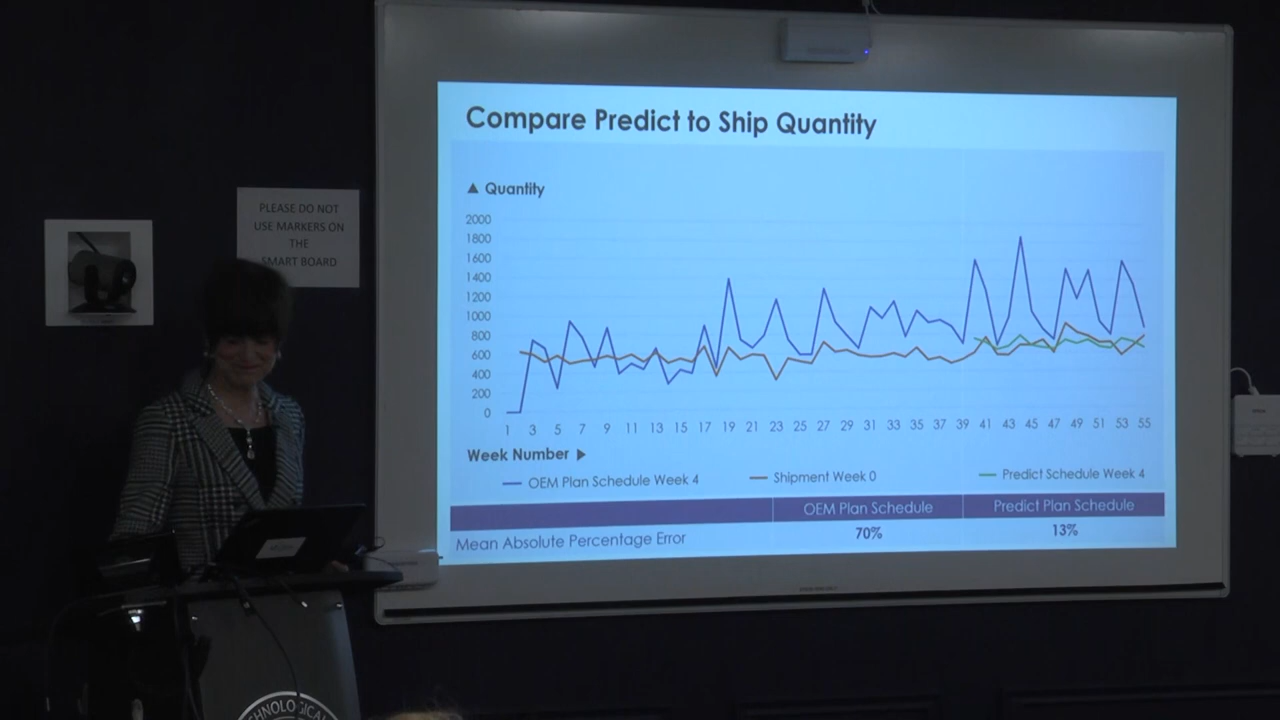 PLEASE DO NOT
USE MARKERS ON
THE
SMART BOARD
Compare Predict to Ship Quantity
▲ Quantity
2000
1800
1600
1400
1200
1000
800
600
400
200
0
1 3 5 7 9 11 13 15 17 19 21 23 25 27 29 31 33 35 37 39 41 43 45 47 49 51 53 55
Week Number ▶
OEM Plan Schedule Week 4 Shipment Week 0 Predict Schedule Week 4
OEM Plan Schedule Predict Plan Schedule
Mean Absolute Percentage Error 70% 13%